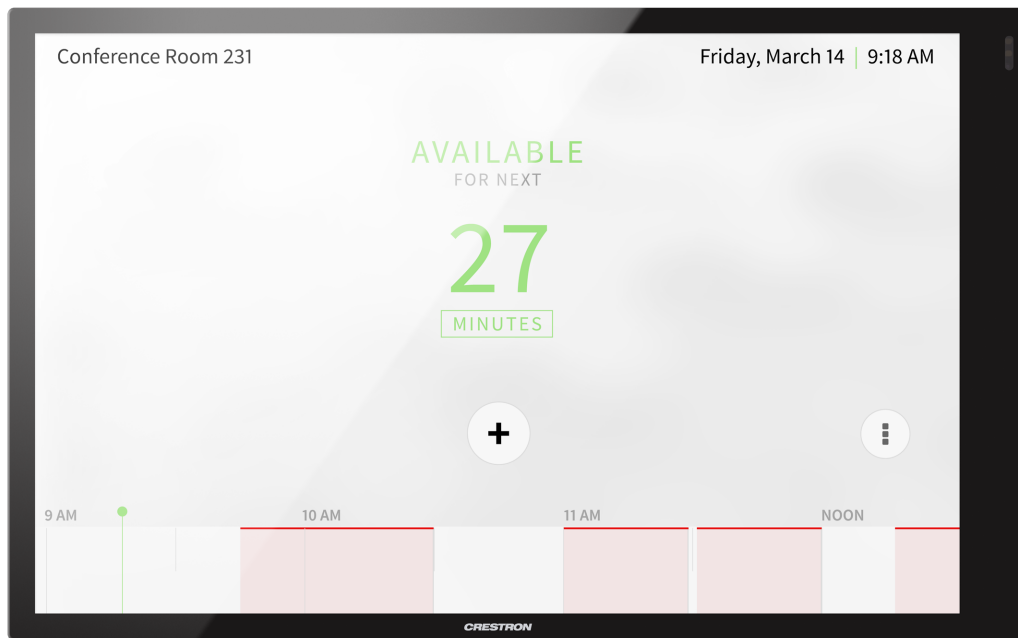 Conference Room 231
Friday, March 14 | 9:18 AM
AVAILABLE
FOR NEXT
27
MINUTES
9 AM 10 AM 11 AM NOON
CRESTRON